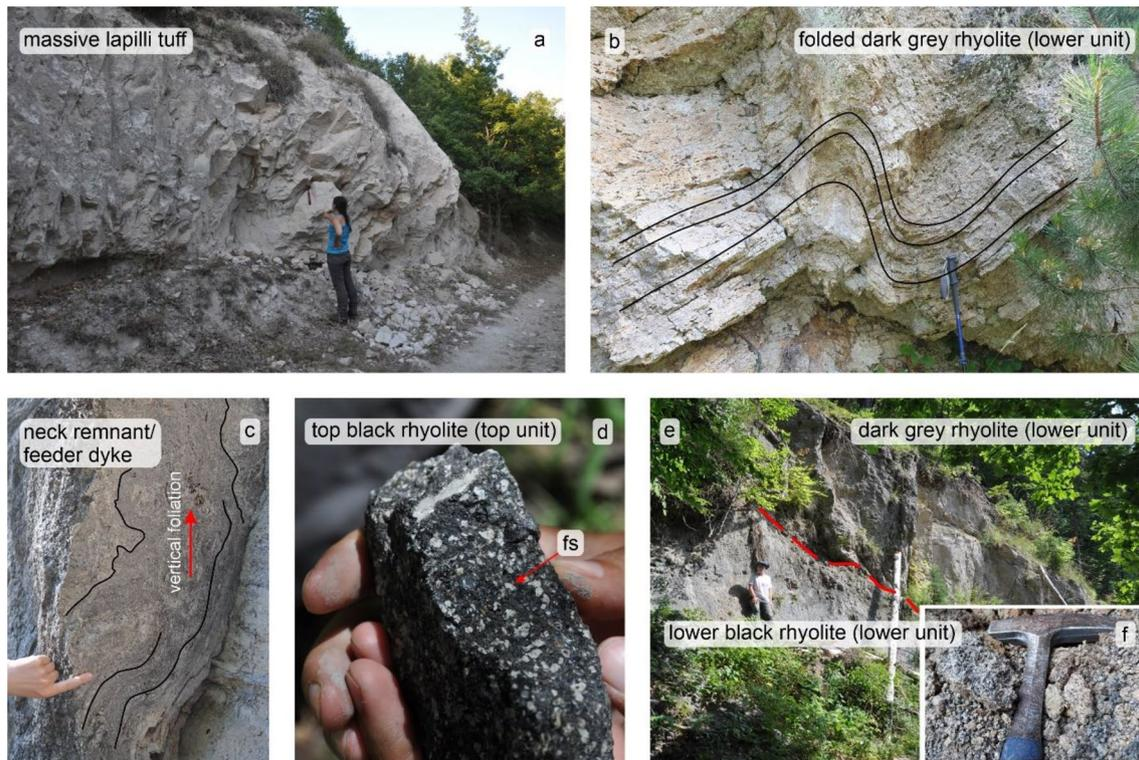 massive lapilli tuff
a
b
folded dark grey rhyolite (lower unit)
neck remnant/
feeder dyke
c
vertical foliation
top black rhyolite (top unit)
d
fs
e
dark grey rhyolite (lower unit)
lower black rhyolite (lower unit)
f